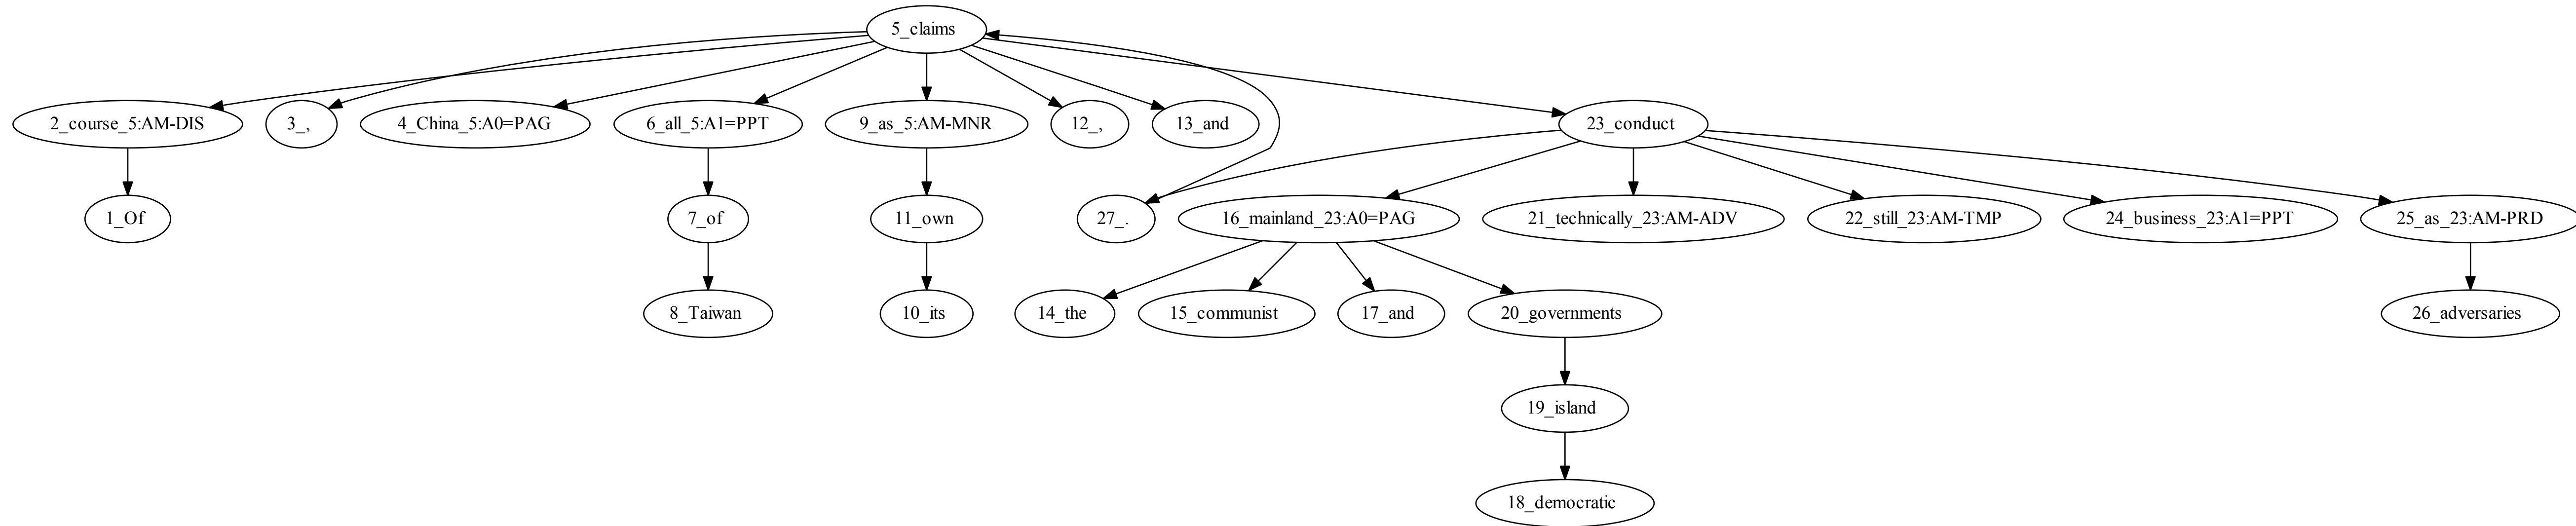 5_claims
2_course_5:AM-DIS
3_,
4_China_5:A0=PAG
6_all_5:A1=PPT
9_as_5:AM-MNR
12_,
13_and
23_conduct
1_Of
7_of
11_own
27_.
16_mainland_23:A0=PAG
21_technically_23:AM-ADV
22_still_23:AM-TMP
24_business_23:A1=PPT
25_as_23:AM-PRD
8_Taiwan
10_its
14_the
15_communist
17_and
20_governments
26_adversaries
19_island
18_democratic